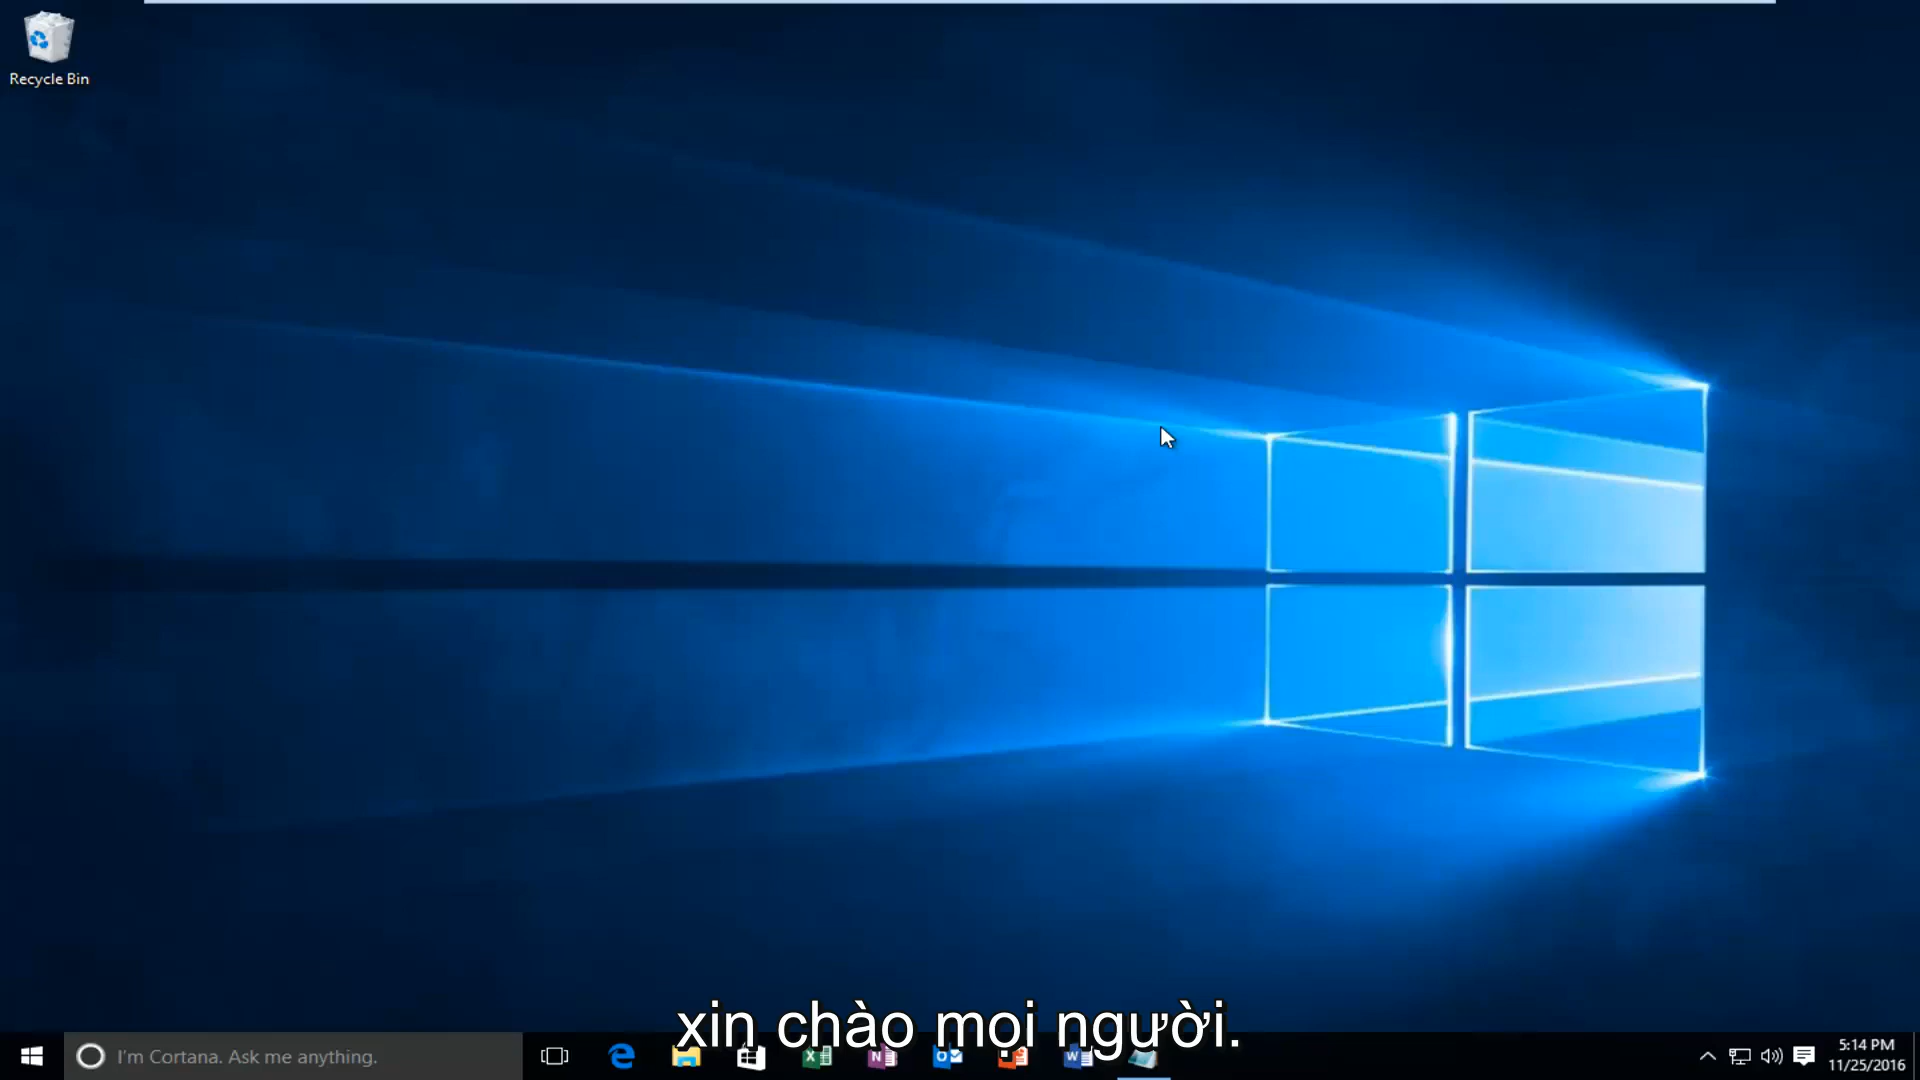 Recycle Bin
xin chào mọi người.
I'm Cortana. Ask me anything.
5:14 PM
11/25/2016